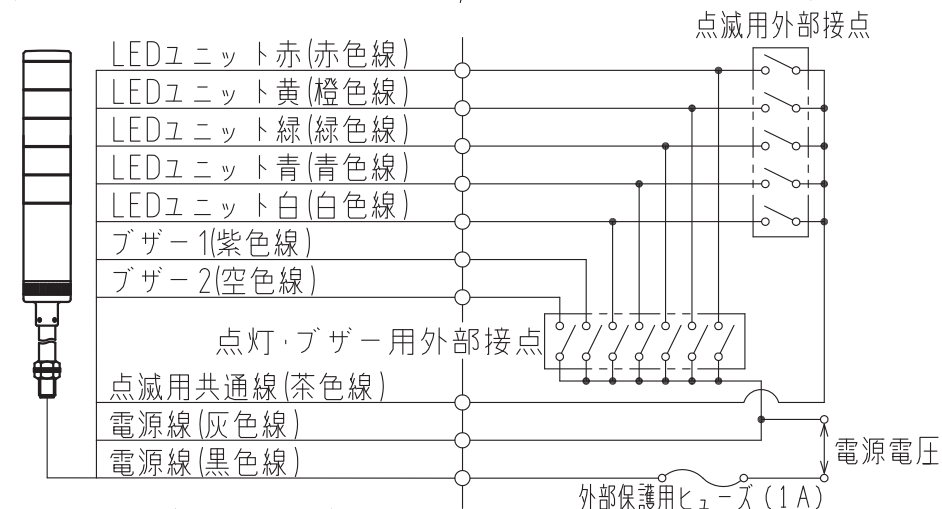 点滅用外部接点
LEDユニット赤(赤色線)
LEDユニット黄(橙色線)
LEDユニット緑(緑色線)
LEDユニット青(青色線)
LEDユニット白(白色線)
ブザー1(紫色線)
ブザー2(空色線)
点灯・ブザー用外部接点
点滅用共通線(茶色線)
電源線(灰色線)
電源電圧
電源線(黒色線)
外部保護用ヒューズ(1A)